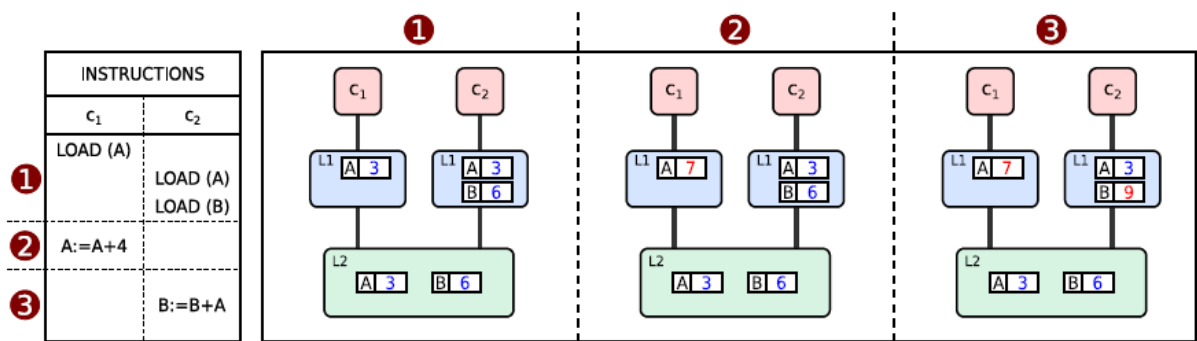 1 2 3
INSTRUCTIONS
c1 c2
1 LOAD (A)
LOAD (A)
LOAD (B)
2 A:=A+4
3 B:=B+A
c1 c2 c1 c2 c1 c2
L1 A 3 L1 A 3 L1 A 7 L1 A 3 L1 A 7 L1 A 3
B 6 B 6 B 9
L2 L2 L2
A 3 B 6 A 3 B 6 A 3 B 6